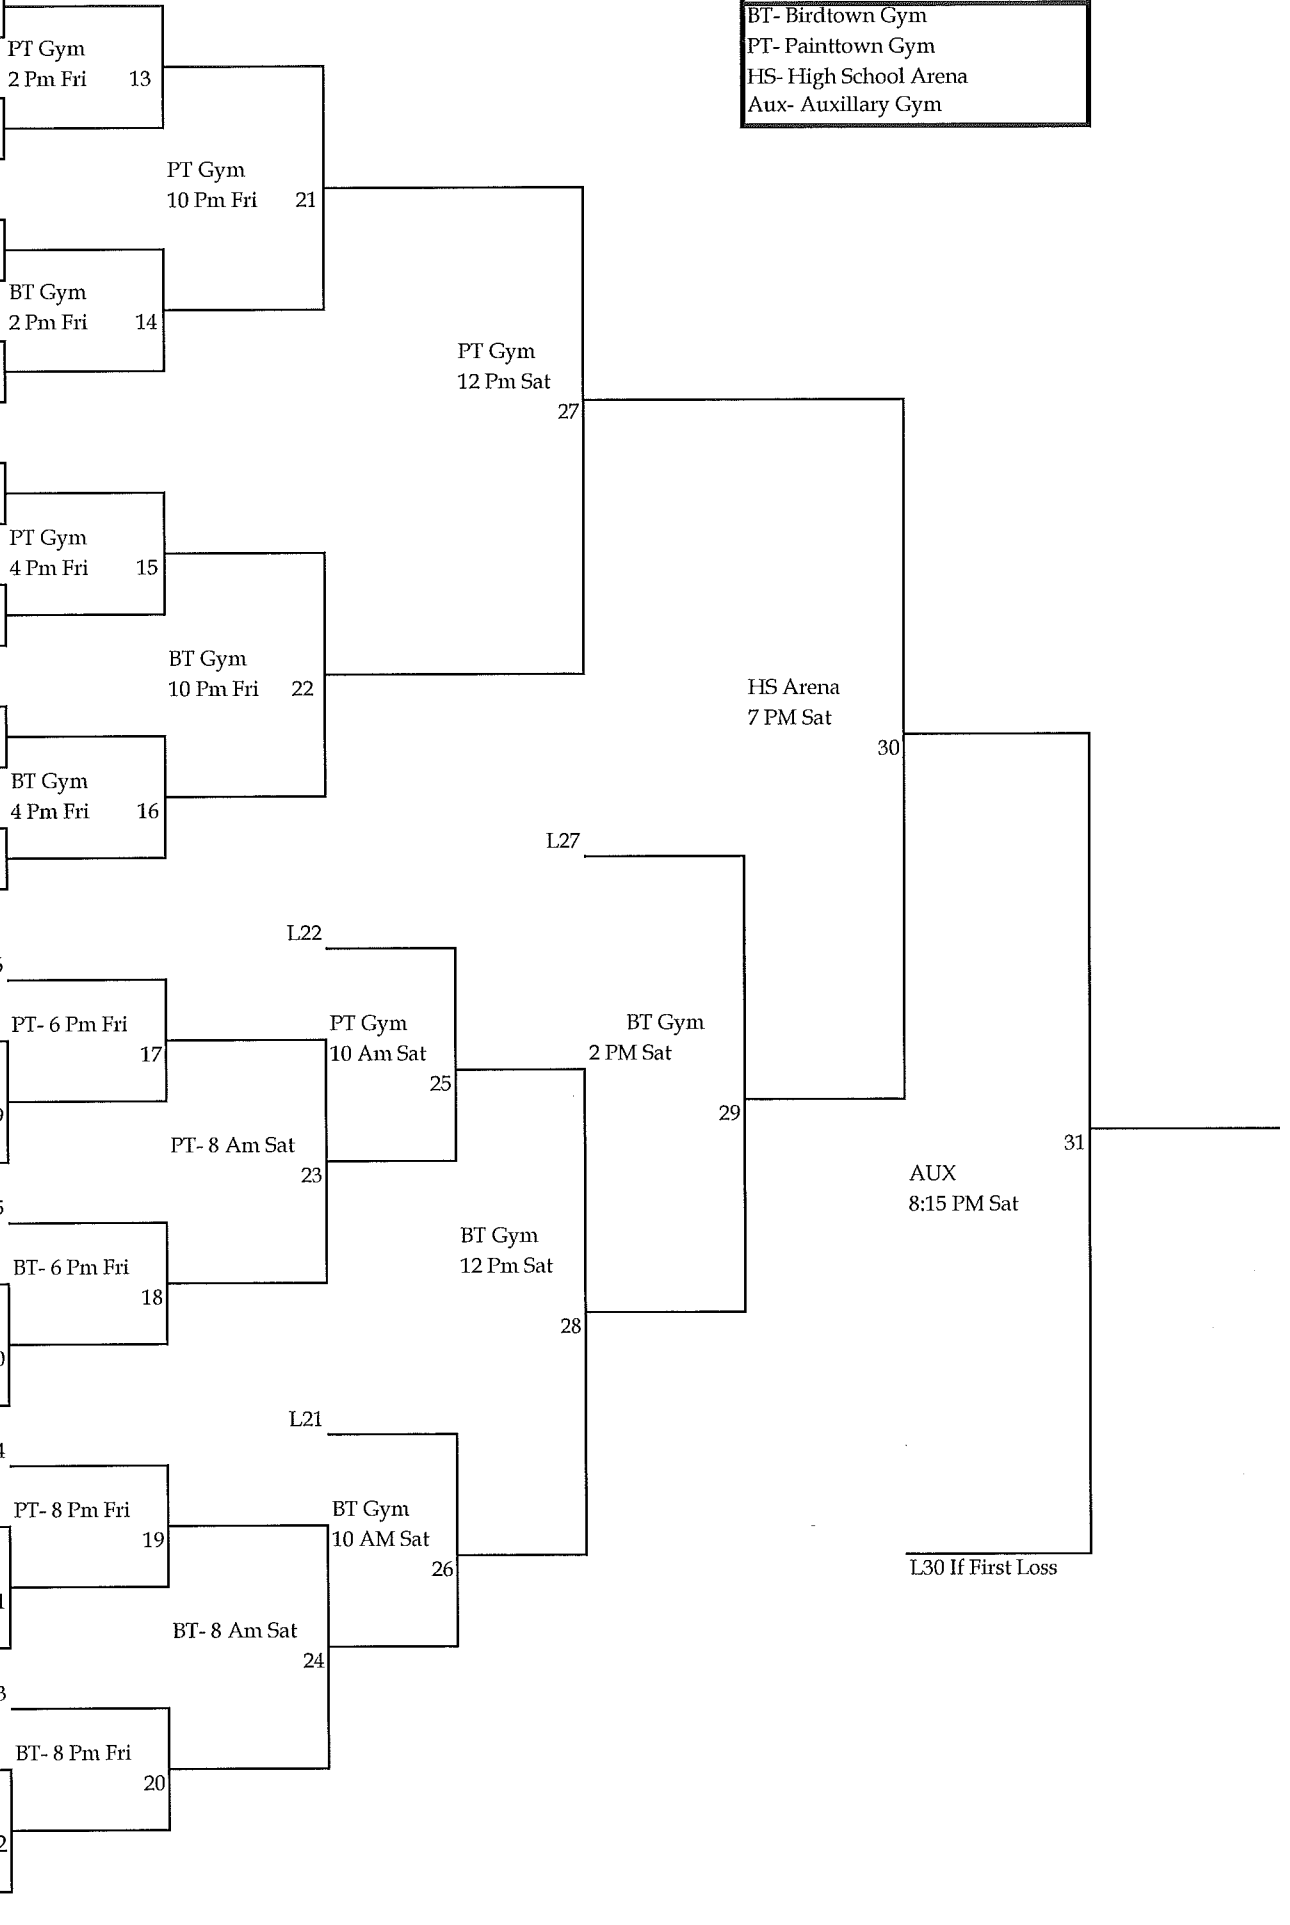 BT- Birdtown Gym
PT- Painttown Gym
HS- High School Arena
Aux- Auxillary Gym
PT Gym
2 Pm Fri 13
PT Gym
10 Pm Fri 21
BT Gym
2 Pm Fri 14
PT Gym
12 Pm Sat
27
PT Gym
4 Pm Fri 15
BT Gym
10 Pm Fri 22
HS Arena
7 PM Sat
30
BT Gym
4 Pm Fri 16
L27
L22
PT- 6 Pm Fri
17
PT Gym
10 Am Sat
25
BT Gym
2 PM Sat
29
PT- 8 Am Sat
23
31
AUX
8:15 PM Sat
BT- 6 Pm Fri
18
BT Gym
12 Pm Sat
28
L21
PT- 8 Pm Fri
19
BT Gym
10 AM Sat
26
L30 If First Loss
BT- 8 Am Sat
24
BT- 8 Pm Fri
20